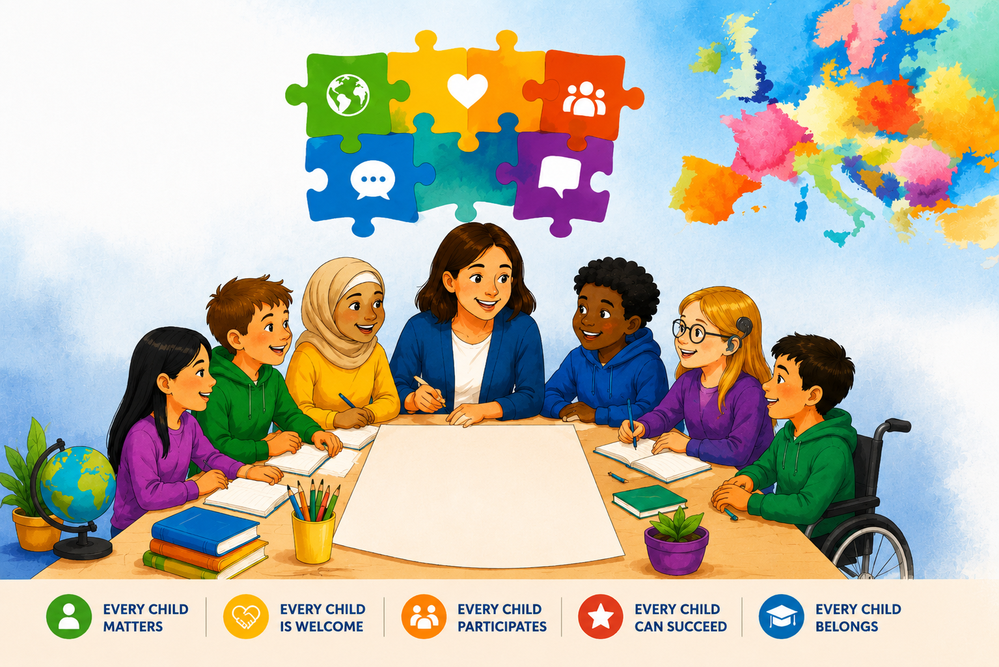 EVERY CHILD
MATTERS
EVERY CHILD
IS WELCOME
EVERY CHILD
PARTICIPATES
EVERY CHILD
CAN SUCCEED
EVERY CHILD
BELONGS